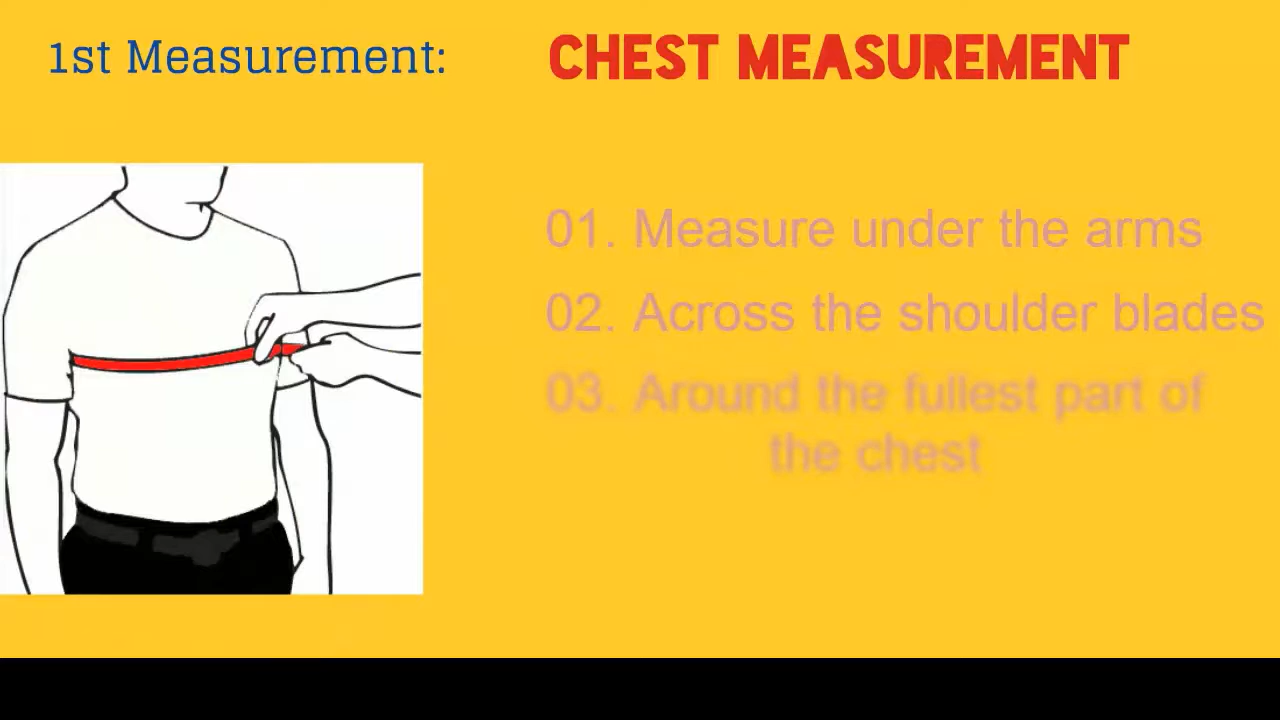 1st Measurement:
CHEST MEASUREMENT
01. Measure under the arms
02. Across the shoulder blades
03. Around the fullest part of
the chest